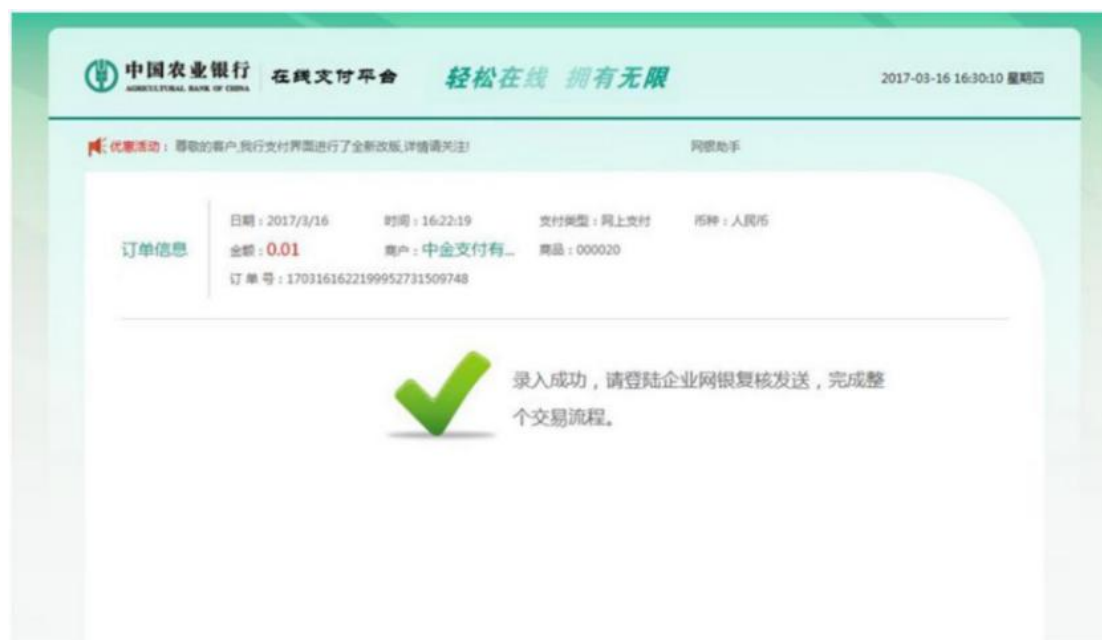 中国农业银行 在线支付平台 轻松在线 拥有无限 2017-03-16 16:30:10 星期四
AGRICULTURAL BANK OF CHINA
优惠活动：尊敬的客户,我行支付界面进行了全新改版,详情请关注! 网银助手
日期：2017/3/16 时间：16:22:19 支付类型：网上支付 币种：人民币
订单信息 金额：0.01 商户：中金支付有... 商品：000020
订 单 号：1703161622199952731509748
录入成功，请登陆企业网银复核发送，完成整
个交易流程。